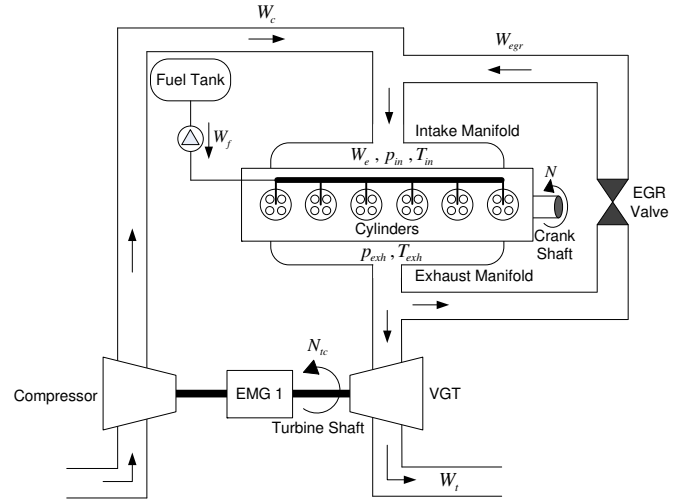 W_c
W_egr
Fuel Tank
W_f
Intake Manifold
W_e , p_in , T_in
N
EGR
Valve
Cylinders
Crank
Shaft
p_exh , T_exh
Exhaust Manifold
N_tc
Compressor
EMG 1
VGT
Turbine Shaft
W_t